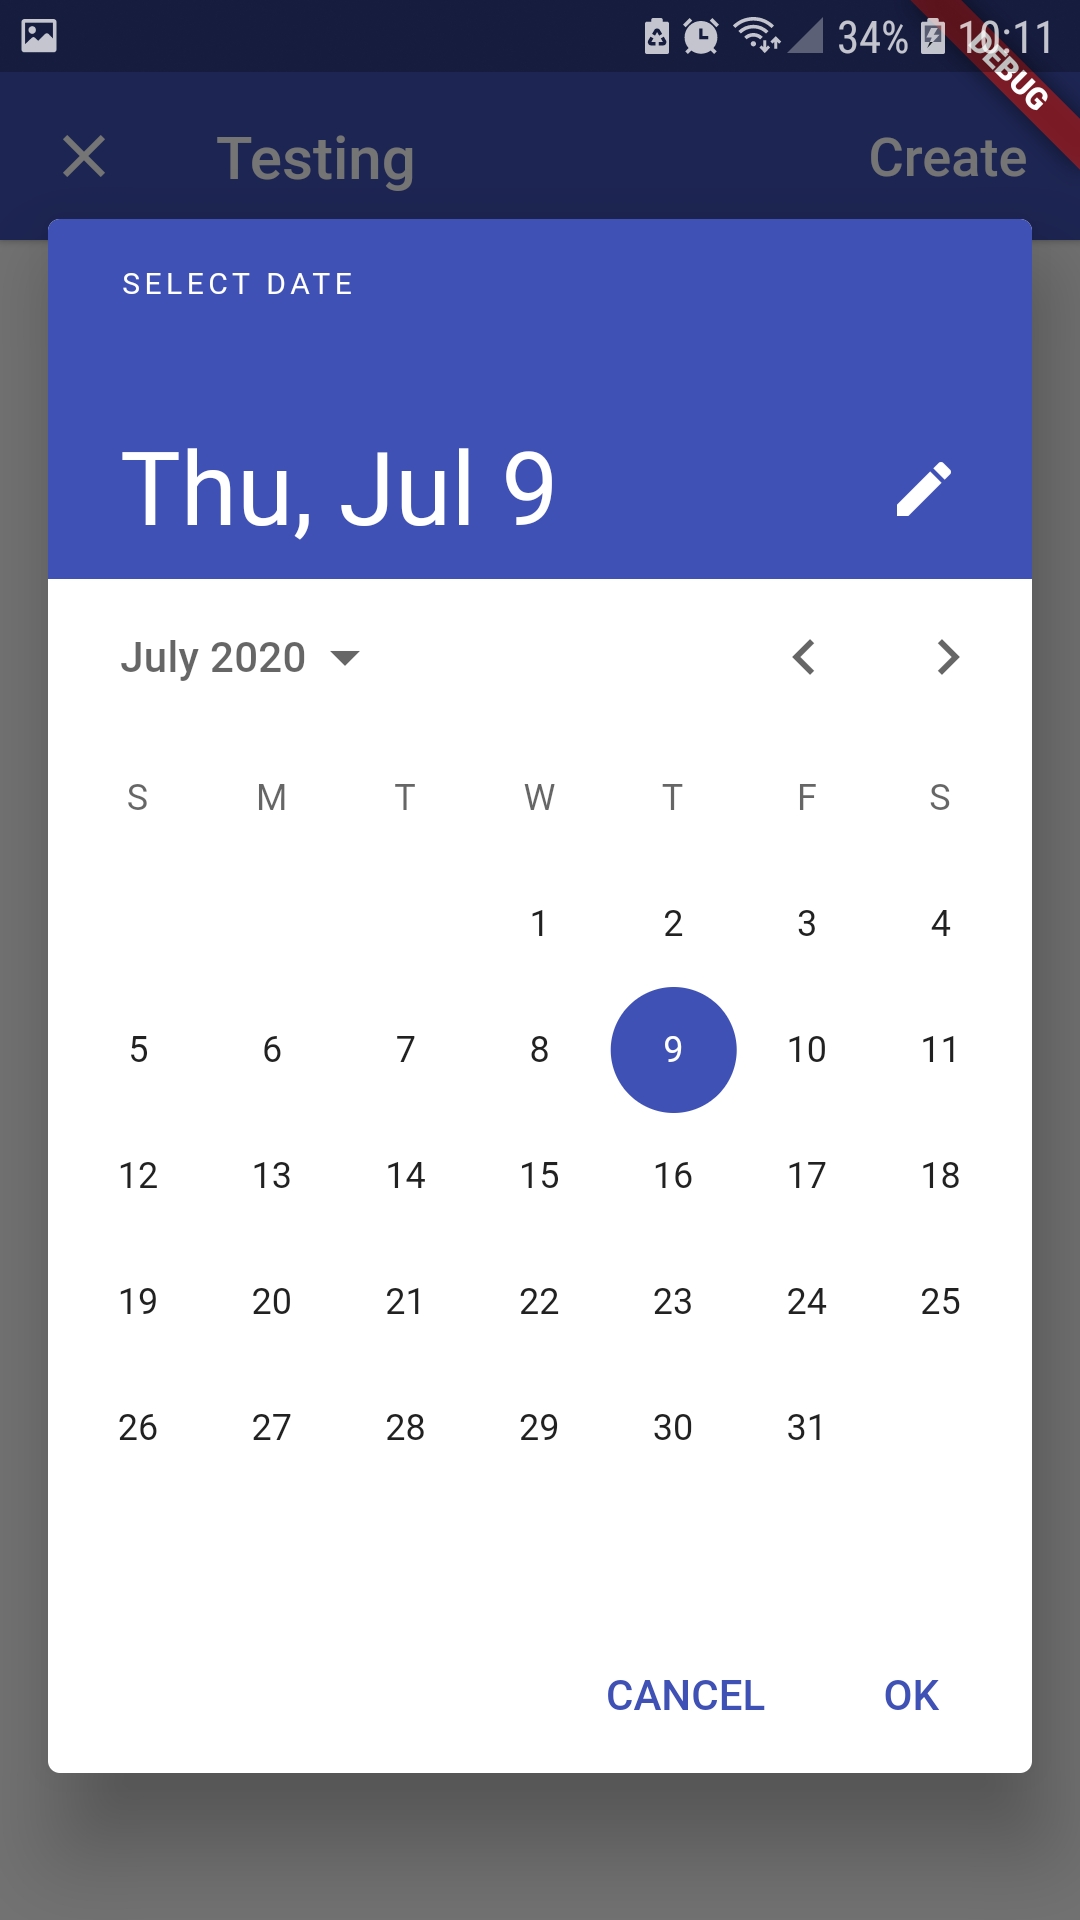 34% 10:11
DEBUG
Testing Create
SELECT DATE
Thu, Jul 9
July 2020
S M T W T F S
1 2 3 4
5 6 7 8 9 10 11
12 13 14 15 16 17 18
19 20 21 22 23 24 25
26 27 28 29 30 31
CANCEL OK